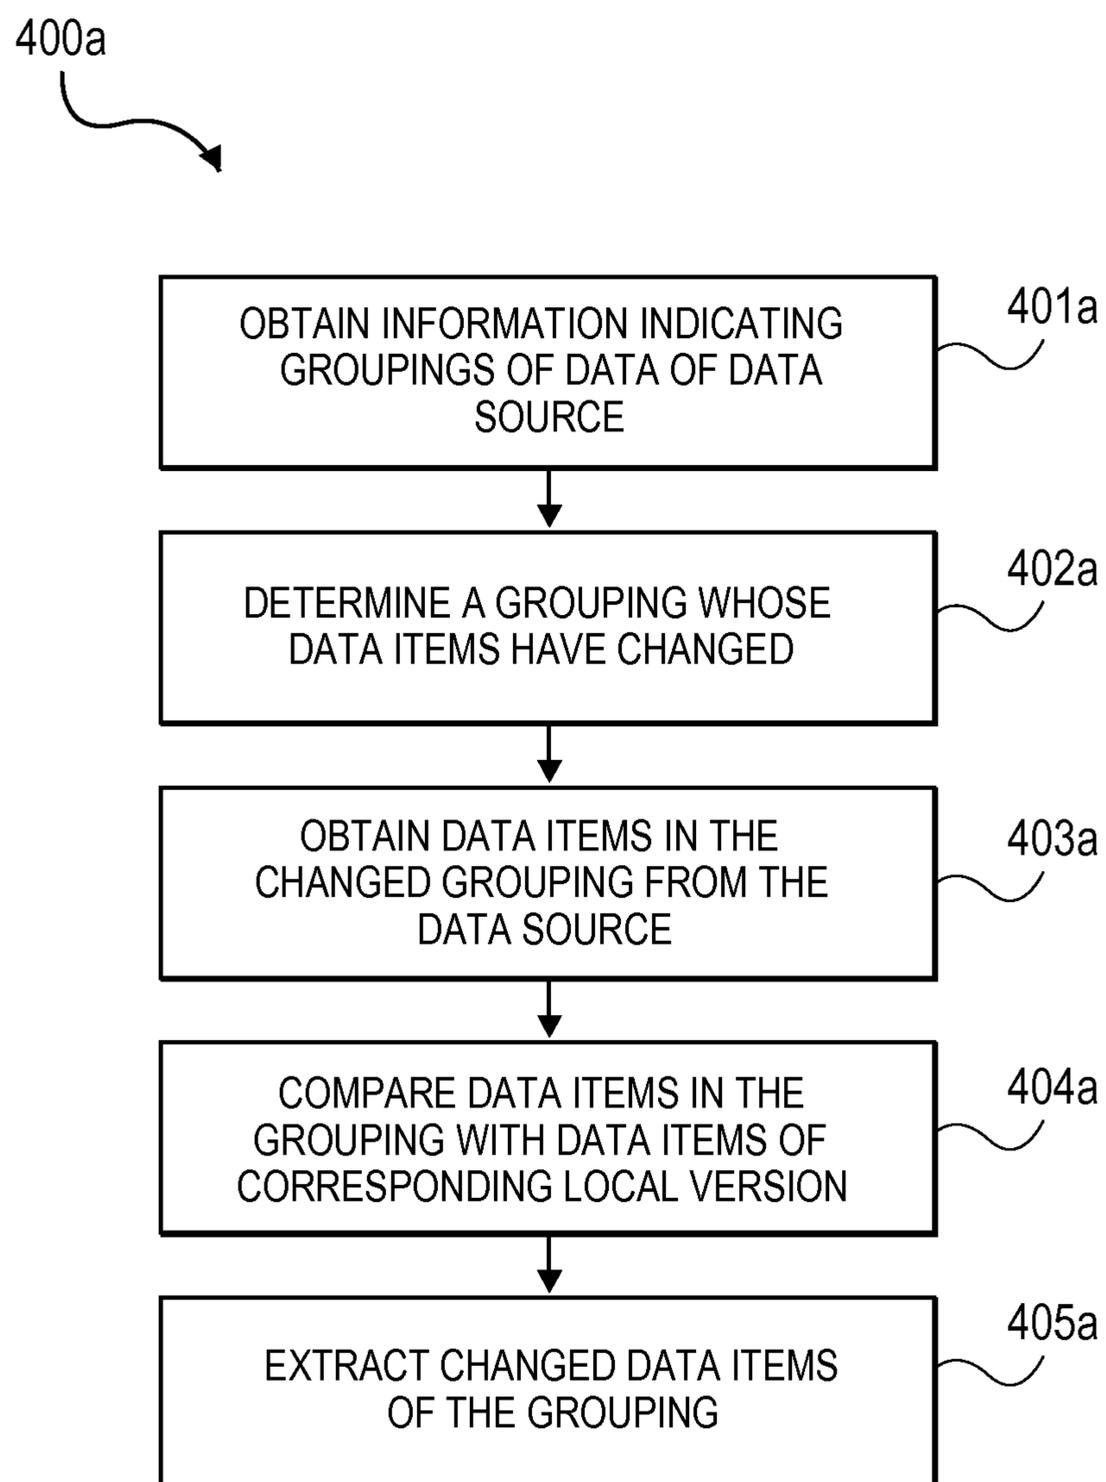 400a
OBTAIN INFORMATION INDICATING
GROUPINGS OF DATA OF DATA
SOURCE
401a
DETERMINE A GROUPING WHOSE
DATA ITEMS HAVE CHANGED
402a
OBTAIN DATA ITEMS IN THE
CHANGED GROUPING FROM THE
DATA SOURCE
403a
COMPARE DATA ITEMS IN THE
GROUPING WITH DATA ITEMS OF
CORRESPONDING LOCAL VERSION
404a
EXTRACT CHANGED DATA ITEMS
OF THE GROUPING
405a